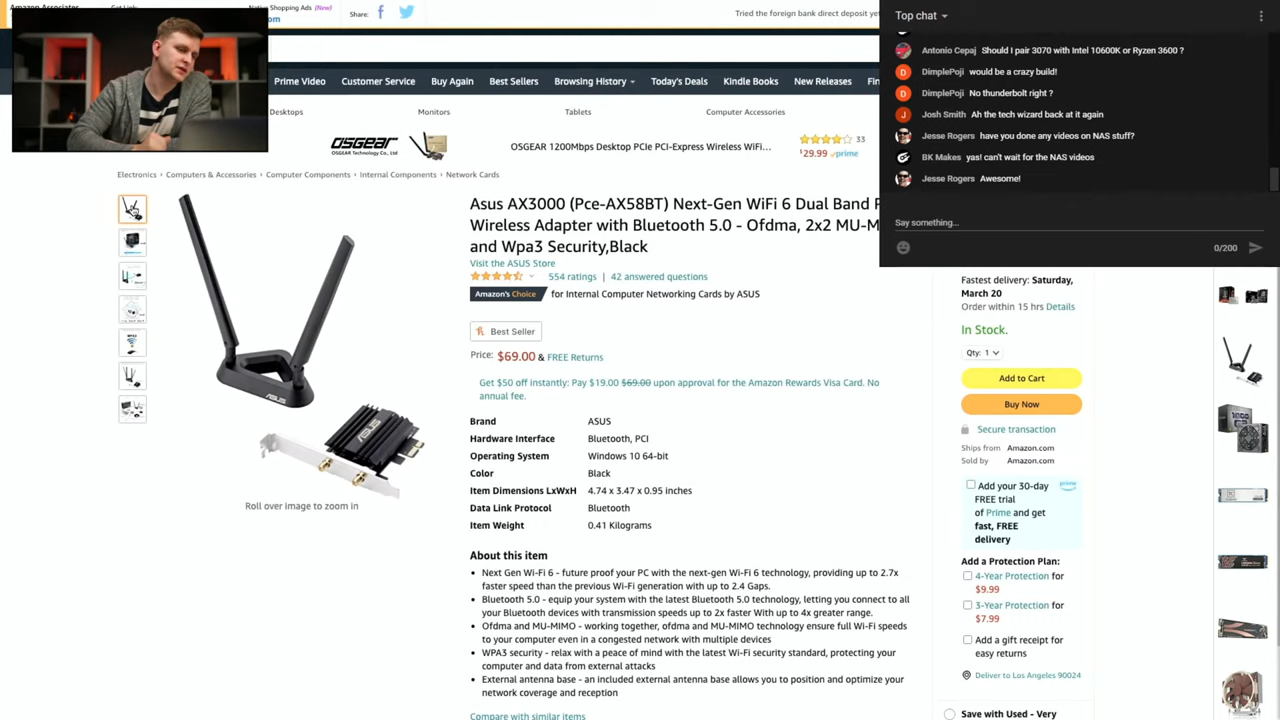 Amazon Associates
Get Link:
Native Shopping Ads (New)
om
Share:
Tried the foreign bank direct deposit yet
Prime Video
Customer Service
Buy Again
Best Sellers
Browsing History
Today's Deals
Kindle Books
New Releases
Fin
Desktops
Monitors
Tablets
Computer Accessories
OSGEAR
OSGEAR Technology Co., Ltd
OSGEAR 1200Mbps Desktop PCIe PCI-Express Wireless WiFi...
33
$29.99 prime
Electronics › Computers & Accessories › Computer Components › Internal Components › Network Cards
Asus AX3000 (Pce-AX58BT) Next-Gen WiFi 6 Dual Band P
Wireless Adapter with Bluetooth 5.0 - Ofdma, 2x2 MU-M
and Wpa3 Security,Black
Visit the ASUS Store
554 ratings | 42 answered questions
Amazon's Choice for Internal Computer Networking Cards by ASUS
Best Seller
Price: $69.00 & FREE Returns
Get $50 off instantly: Pay $19.00 $69.00 upon approval for the Amazon Rewards Visa Card. No
annual fee.
Brand ASUS
Hardware Interface Bluetooth, PCI
Operating System Windows 10 64-bit
Color Black
Item Dimensions LxWxH 4.74 x 3.47 x 0.95 inches
Data Link Protocol Bluetooth
Item Weight 0.41 Kilograms
About this item
• Next Gen Wi-Fi 6 - future proof your PC with the next-gen Wi-Fi 6 technology, providing up to 2.7x
faster speed than the previous Wi-Fi generation with up to 2.4 Gaps.
• Bluetooth 5.0 - equip your system with the latest Bluetooth 5.0 technology, letting you connect to all
your Bluetooth devices with transmission speeds up to 2x faster With up to 4x greater range.
• Ofdma and MU-MIMO - working together, ofdma and MU-MIMO technology ensure full Wi-Fi speeds
to your computer even in a congested network with multiple devices
• WPA3 security - relax with a peace of mind with the latest Wi-Fi security standard, protecting your
computer and data from external attacks
• External antenna base - an included external antenna base allows you to position and optimize your
network coverage and reception
Compare with similar items
ASUS
ASUS
Roll over image to zoom in
Top chat
Antonio Cepaj Should I pair 3070 with Intel 10600K or Ryzen 3600 ?
DimplePoji would be a crazy build!
DimplePoji No thunderbolt right ?
Josh Smith Ah the tech wizard back at it again
Jesse Rogers have you done any videos on NAS stuff?
BK Makes yas! can't wait for the NAS videos
Jesse Rogers Awesome!
Say something...
0/200
Fastest delivery: Saturday,
March 20
Order within 15 hrs Details
In Stock.
Qty: 1
Add to Cart
Buy Now
Secure transaction
Ships from Amazon.com
Sold by Amazon.com
Add your 30-day
FREE trial
of Prime and get
fast, FREE
delivery
prime
Add a Protection Plan:
4-Year Protection for
$9.99
3-Year Protection for
$7.99
Add a gift receipt for
easy returns
Deliver to Los Angeles 90024
Save with Used - Very